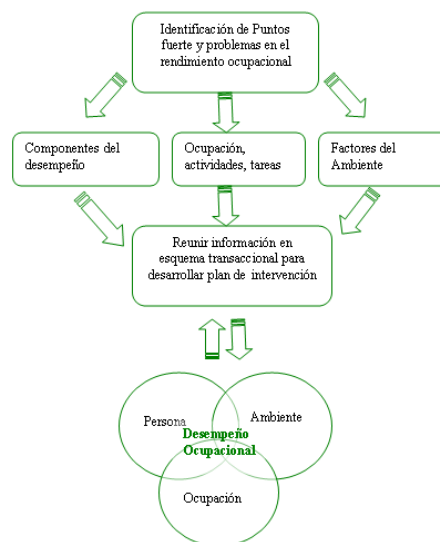 Identificación de Puntos
fuerte y problemas en el
rendimiento ocupacional
Componentes del
desempeño
Ocupación,
actividades, tareas
Factores del
Ambiente
Reunir información en
esquema transaccional para
desarrollar plan de intervención
Persona
Ambiente
Desempeño
Ocupacional
Ocupación